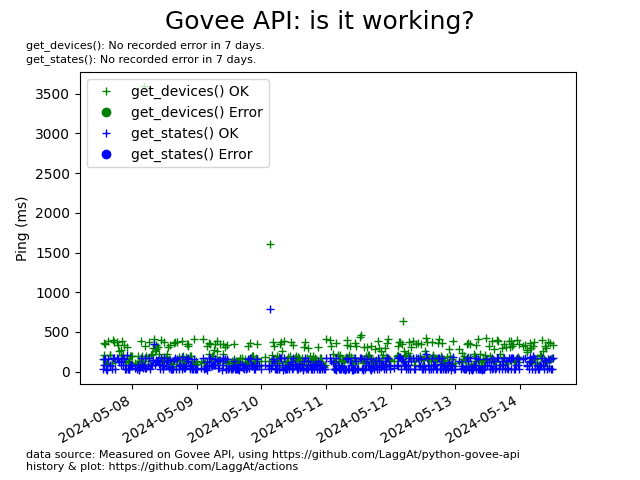 Govee API: is it working?
get_devices(): No recorded error in 7 days.
get_states(): No recorded error in 7 days.
get_devices() OK
get_devices() Error
get_states() OK
get_states() Error
Ping (ms)
3500
3000
2500
2000
1500
1000
500
0
2024-05-08
2024-05-09
2024-05-10
2024-05-11
2024-05-12
2024-05-13
2024-05-14
data source: Measured on Govee API, using https://github.com/LaggAt/python-govee-api
history & plot: https://github.com/LaggAt/actions